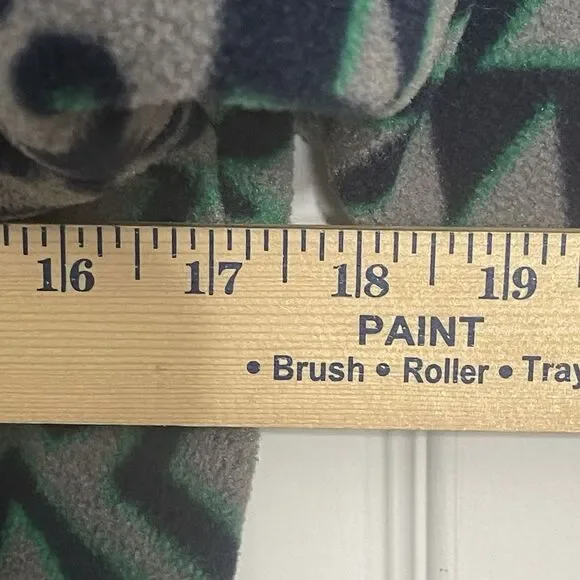 16 17 18 19
PAINT
• Brush • Roller • Tray